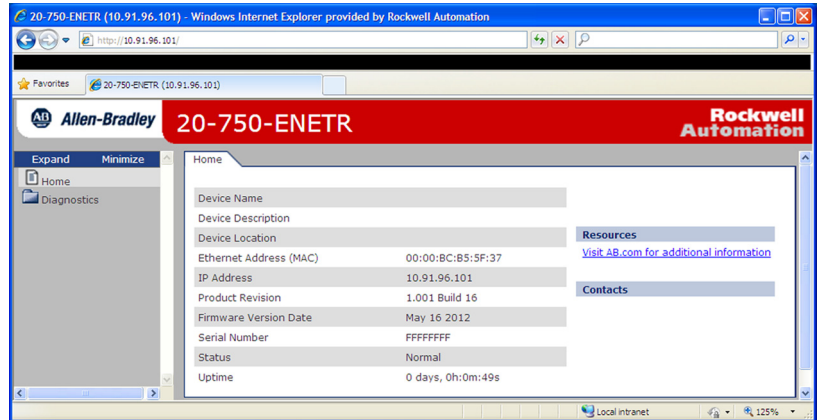 20-750-ENETR (10.91.96.101) - Windows Internet Explorer provided by Rockwell Automation
http://10.91.96.101/
Favorites 20-750-ENETR (10.91.96.101)
AB Allen-Bradley 20-750-ENETR Rockwell
Automation
Expand Minimize Home
Home
Diagnostics
Device Name
Device Description
Device Location
Ethernet Address (MAC) 00:00:BC:B5:5F:37
IP Address 10.91.96.101
Product Revision 1.001 Build 16
Firmware Version Date May 16 2012
Serial Number FFFFFFFF
Status Normal
Uptime 0 days, 0h:0m:49s
Resources
Visit AB.com for additional information
Contacts
Local intranet 125%